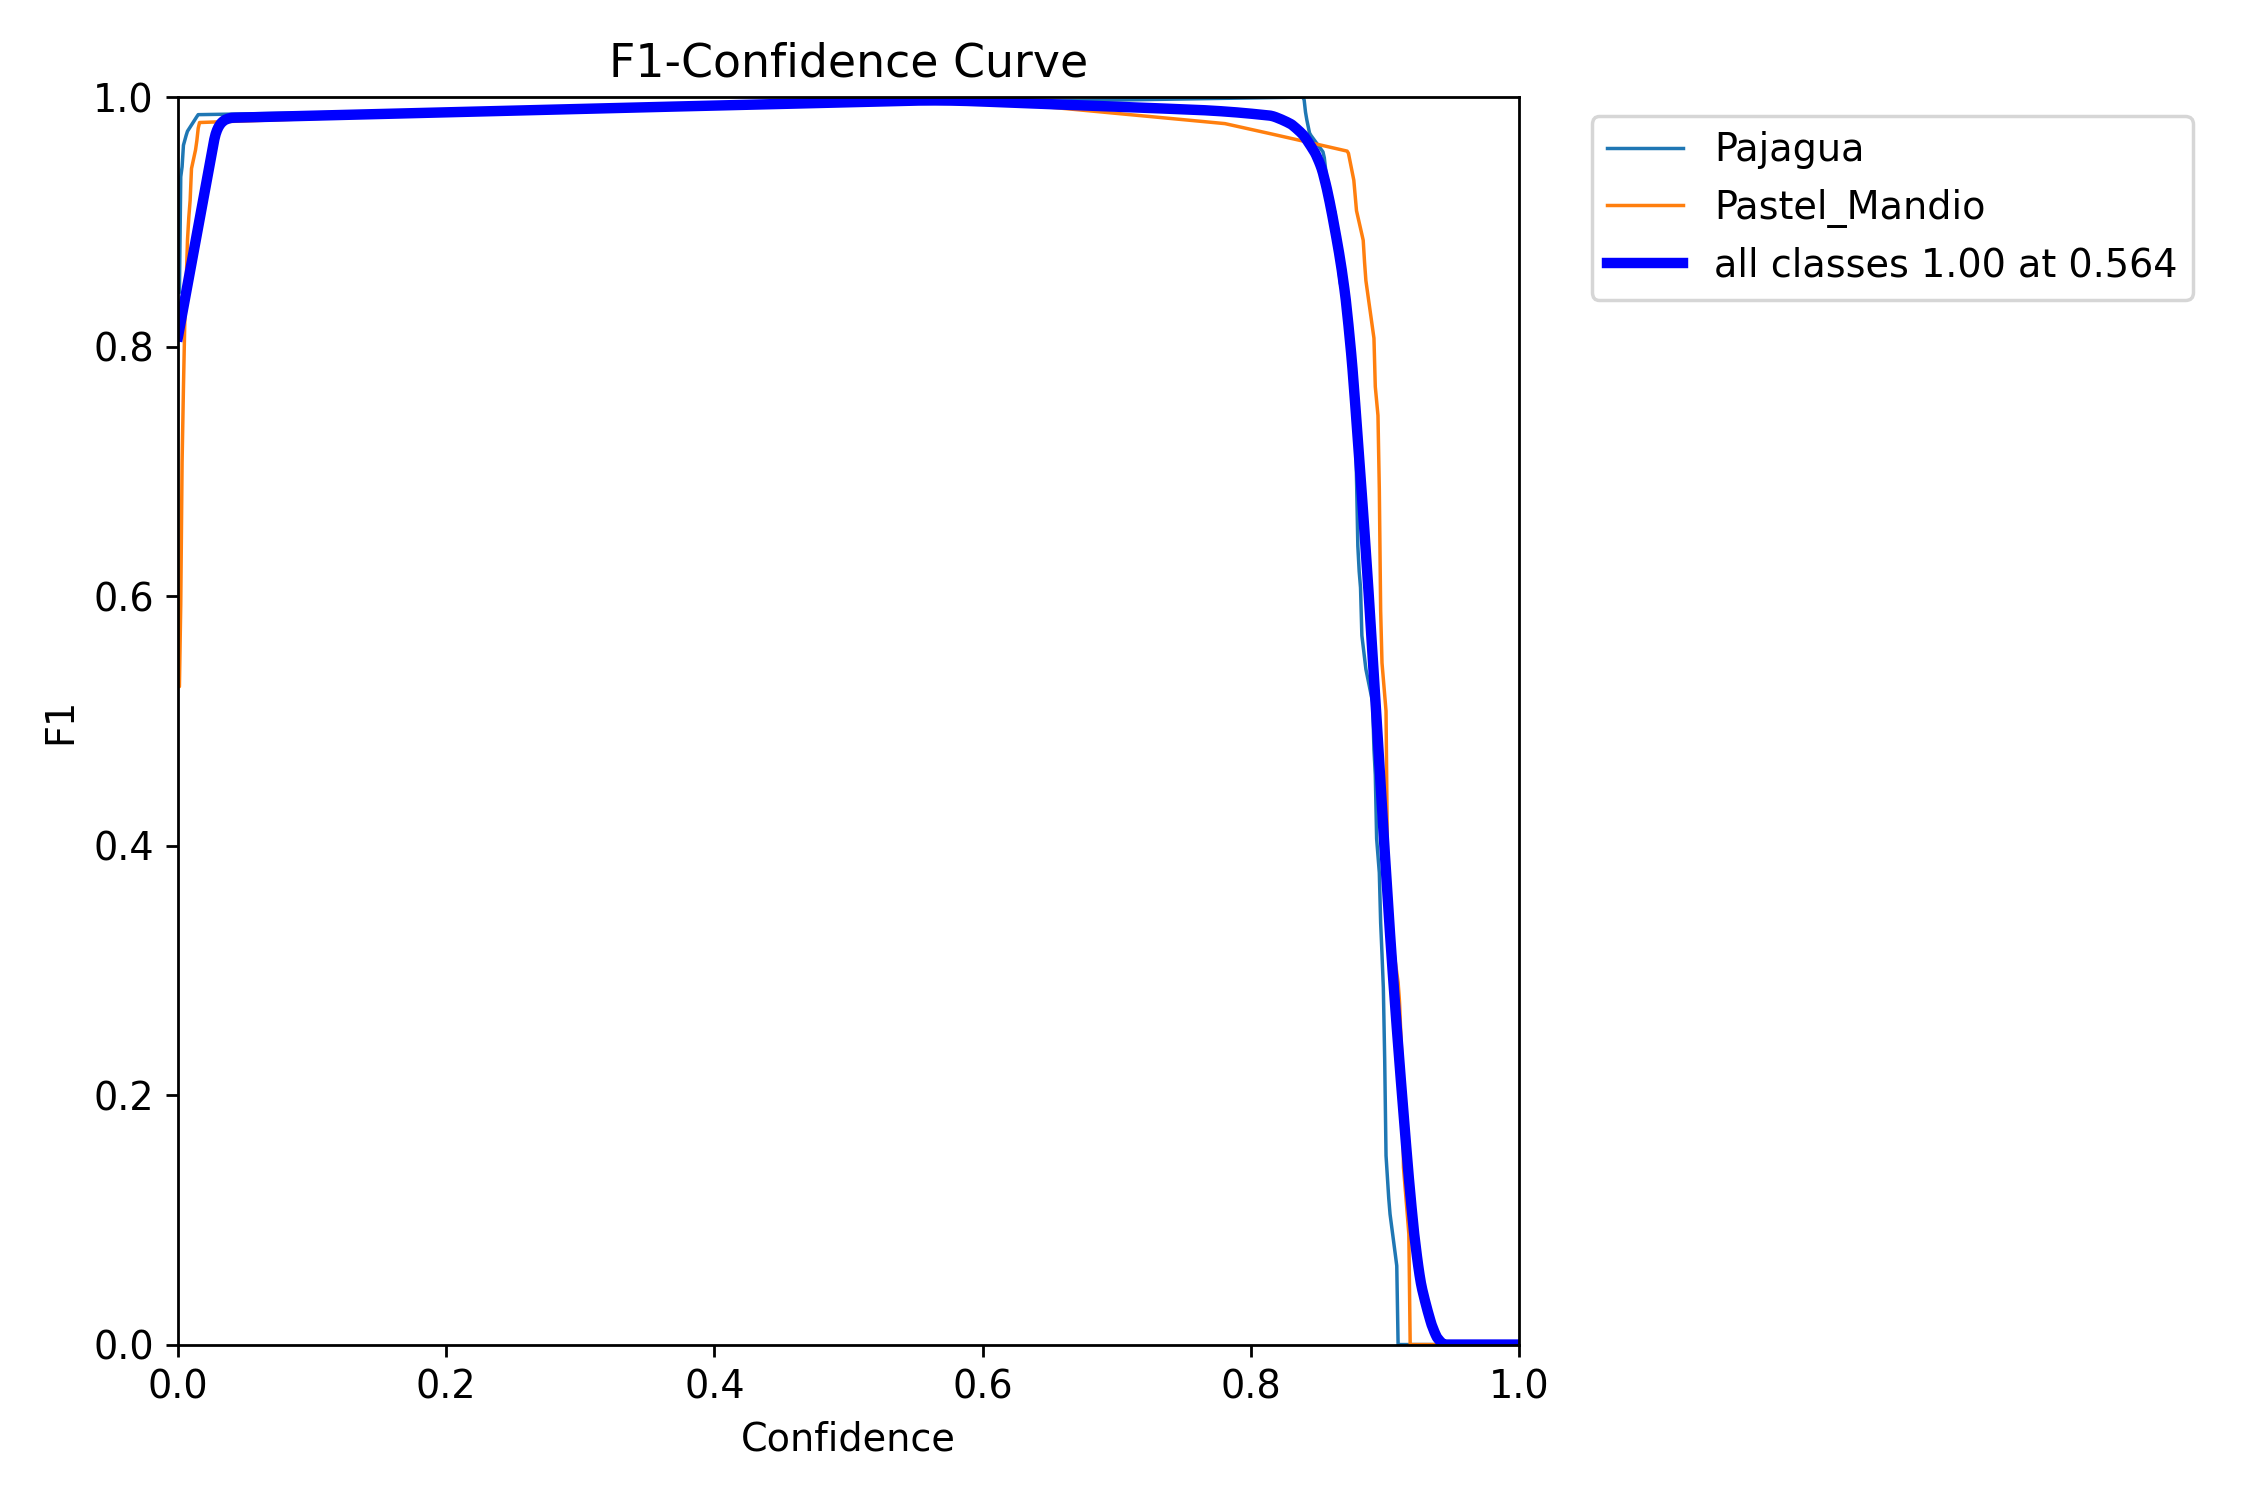 F1-Confidence Curve
Pajagua
Pastel_Mandio
all classes 1.00 at 0.564
1.0
0.8
0.6
0.4
0.2
0.0
F1
0.0 0.2 0.4 0.6 0.8 1.0
Confidence